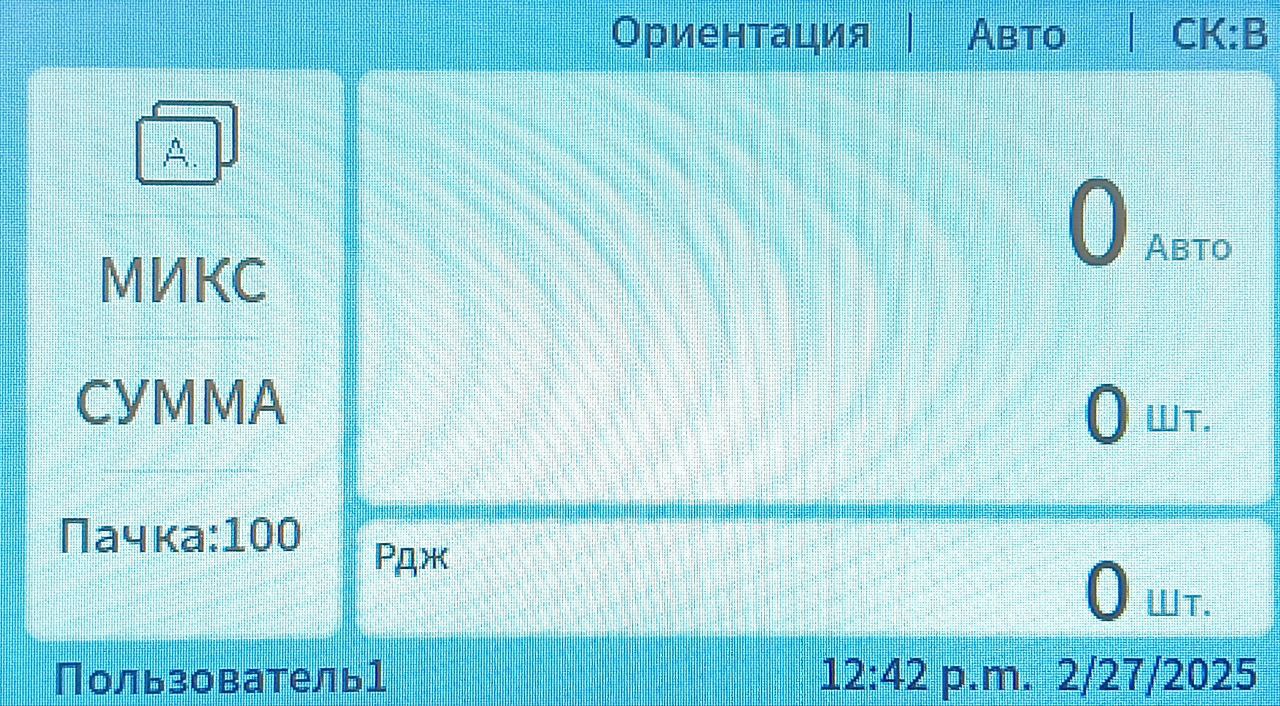 Ориентация | Авто | СК:В
А.
МИКС
СУММА
Пачка:100
0 Авто
0 Шт.
Рдж
0 Шт.
Пользователь1
12:42 p.m. 2/27/2025